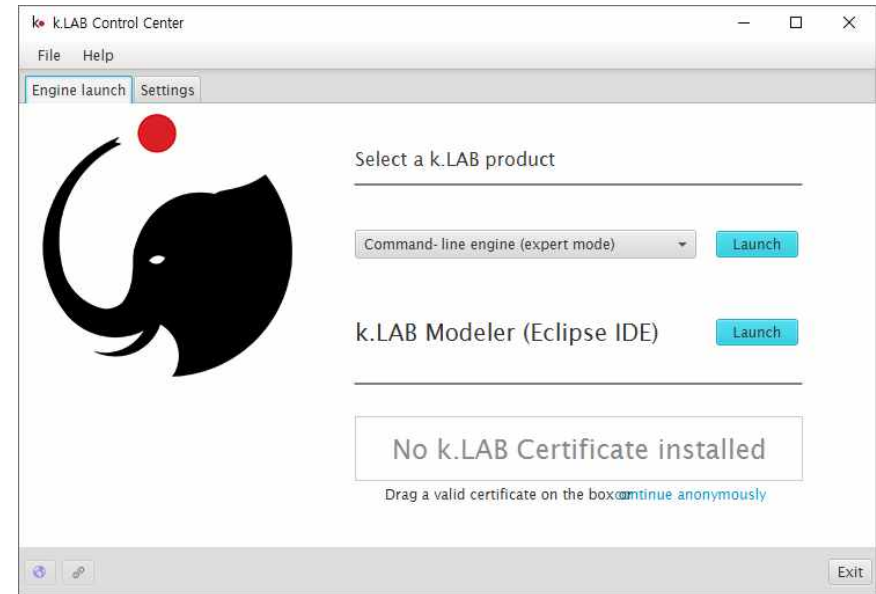 k. k.LAB Control Center
File Help
Engine launch Settings
Select a k.LAB product
Command- line engine (expert mode) Launch
k.LAB Modeler (Eclipse IDE) Launch
No k.LAB Certificate installed
Drag a valid certificate on the box or continue anonymously
Exit